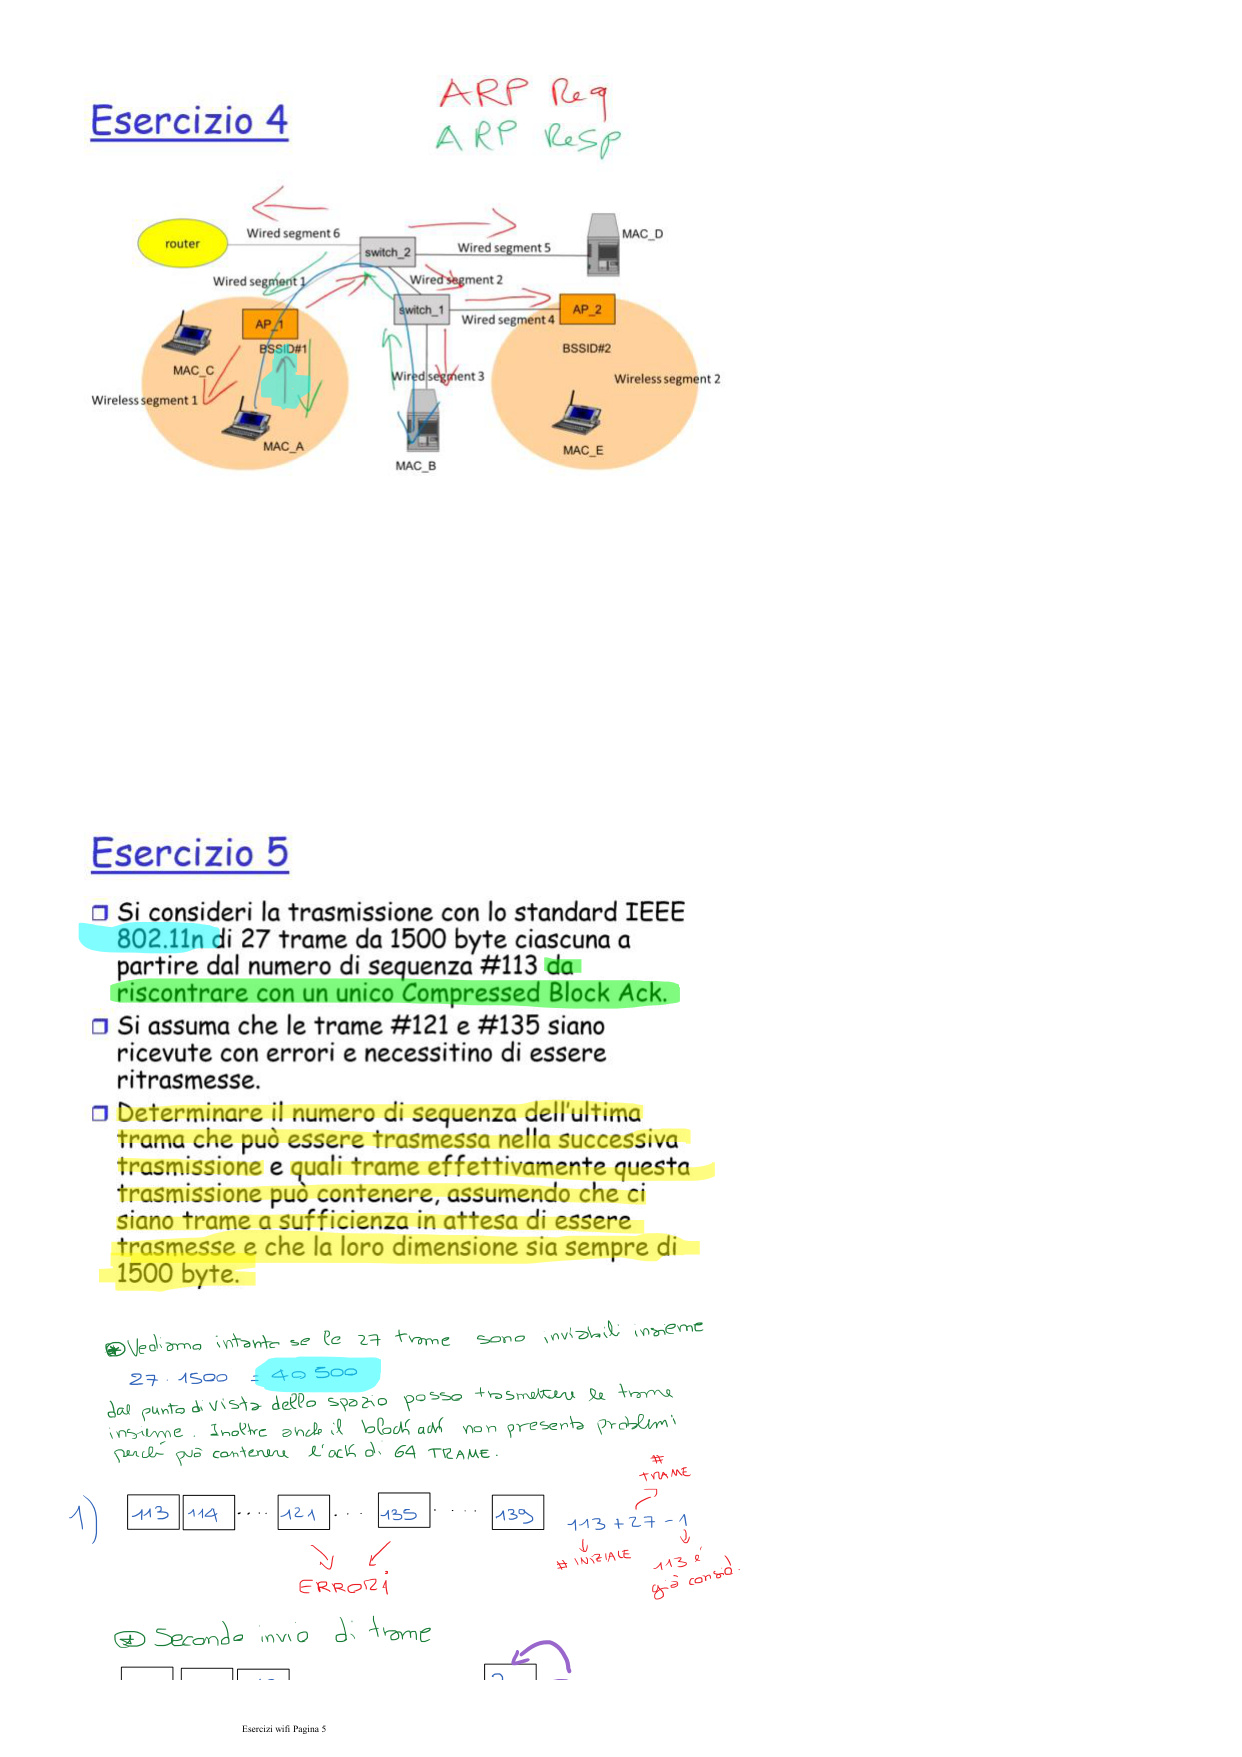 ARP Req
ARP Resp
Esercizio 4
router
Wired segment 6
switch_2
Wired segment 5
MAC_D
Wired segment 1
Wired segment 2
AP_1
switch_1
Wired segment 4
AP_2
BSSID#1
BSSID#2
MAC_C
Wired segment 3
Wireless segment 2
Wireless segment 1
MAC_A
MAC_B
MAC_E
Esercizio 5
Si consideri la trasmissione con lo standard IEEE
802.11n di 27 trame da 1500 byte ciascuna a
partire dal numero di sequenza #113 da
riscontrare con un unico Compressed Block Ack.
Si assuma che le trame #121 e #135 siano
ricevute con errori e necessitino di essere
ritrasmesse.
Determinare il numero di sequenza dell'ultima
trama che può essere trasmessa nella successiva
trasmissione e quali trame effettivamente questa
trasmissione può contenere, assumendo che ci
siano trame a sufficienza in attesa di essere
trasmesse e che la loro dimensione sia sempre di
1500 byte.
Vediamo intanto se le 27 trame sono inviabili insieme
27 · 1500 = 40 500
dal punto di vista dello spazio posso trasmettere le trame
insieme. Inoltre anche il block ack non presenta problemi
perché può contenere l'ack di 64 TRAME.
# TRAME
1) 113 114 .... 121 ... 135 .... 139 113 + 27 - 1
# INIZIALE
113 è
già consid.
ERRORI
Secondo invio di trame
Esercizi wifi Pagina 5